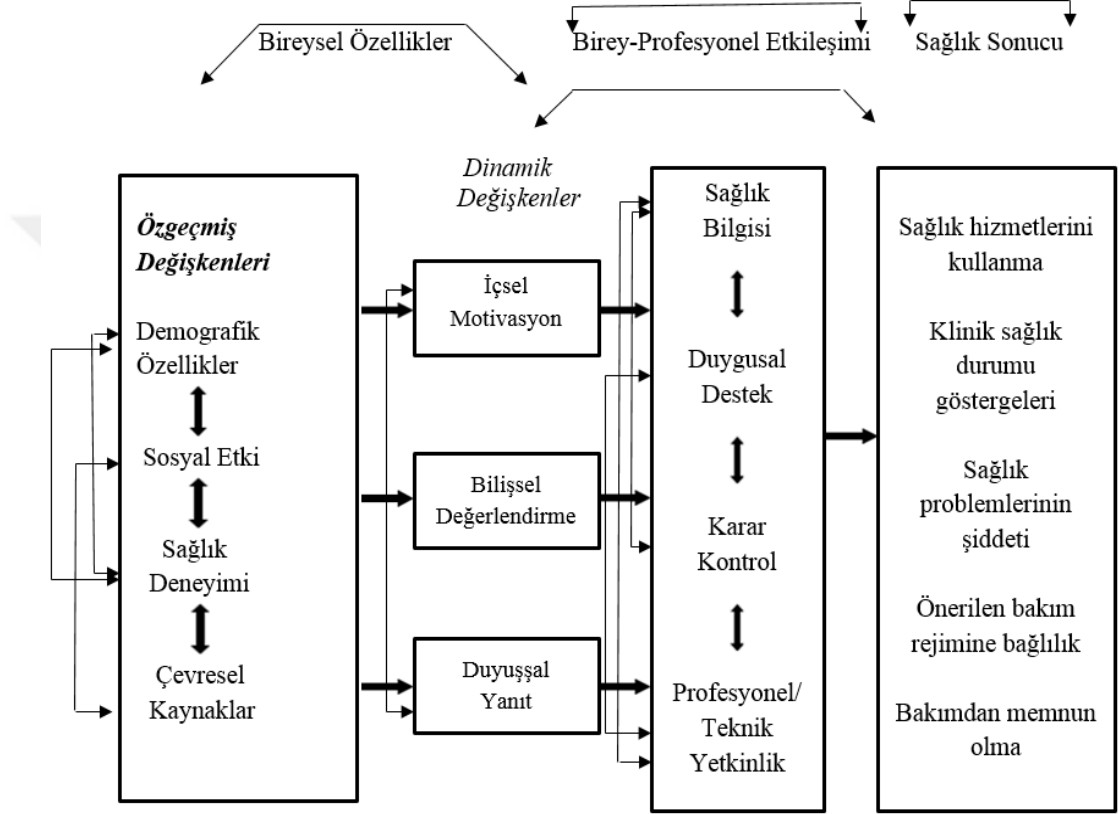 Bireysel Özellikler
Birey-Profesyonel Etkileşimi
Sağlık Sonucu
Özgeçmiş
Değişkenleri
Demografik
Özellikler
Sosyal Etki
Sağlık
Deneyimi
Çevresel
Kaynaklar
Dinamik
Değişkenler
İçsel
Motivasyon
Bilişsel
Değerlendirme
Duyuşsal
Yanıt
Sağlık
Bilgisi
Duygusal
Destek
Karar
Kontrol
Profesyonel/
Teknik
Yetkinlik
Sağlık hizmetlerini
kullanma
Klinik sağlık
durumu
göstergeleri
Sağlık
problemlerinin
şiddeti
Önerilen bakım
rejimine bağlılık
Bakımdan memnun
olma